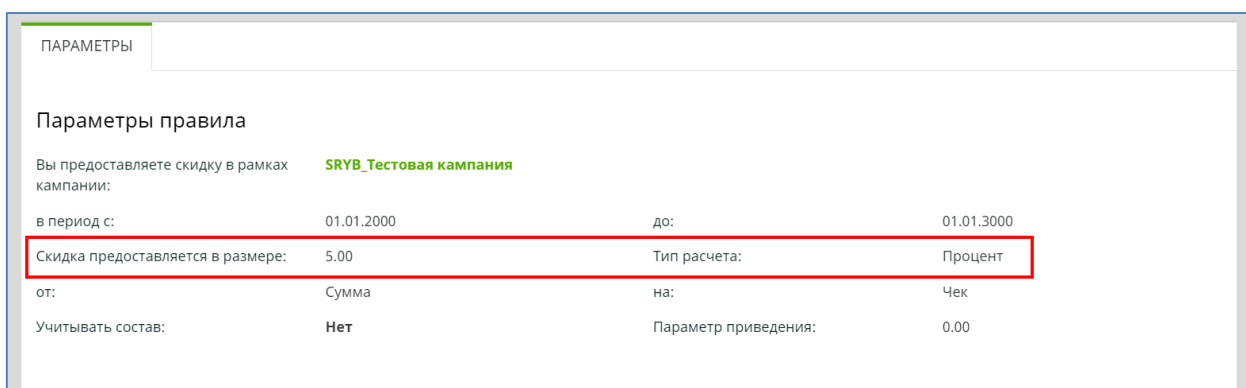 ПАРАМЕТРЫ
Параметры правила
Вы предоставляете скидку в рамках SRYB_Тестовая кампания
кампании:
в период с: 01.01.2000 до: 01.01.3000
Скидка предоставляется в размере: 5.00 Тип расчета: Процент
от: Сумма на: Чек
Учитывать состав: Нет Параметр приведения: 0.00